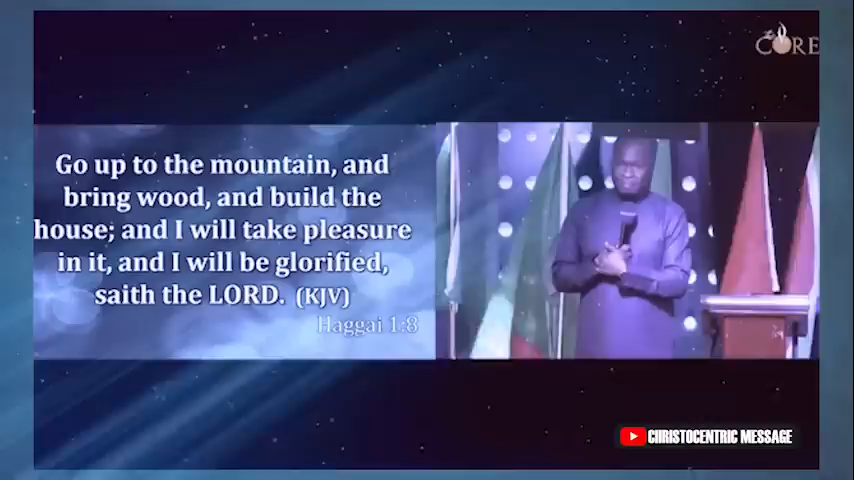 The CORE
Go up to the mountain, and
bring wood, and build the
house; and I will take pleasure
in it, and I will be glorified,
saith the LORD. (KJV)
Haggai 1:8
CHRISTOCENTRIC MESSAGE